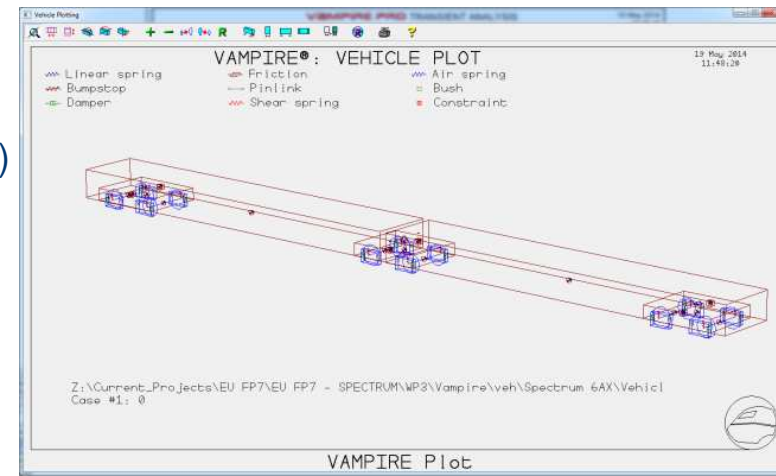 Vehicle Plotting
VAMPIRE PRO TRANSIENT ANALYSIS
R
?
VAMPIRE®: VEHICLE PLOT
19 May 2014
11:48:20
Linear spring
Friction
Air spring
Bumpstop
Pinlink
Bush
Damper
Shear spring
Constraint
)
Z:\Current_Projects\EU FP7\EU FP7 - SPECTRUM\WP3\Vampire\veh\Spectrum 6AX\Vehicl
Case #1: 0
VAMPIRE Plot